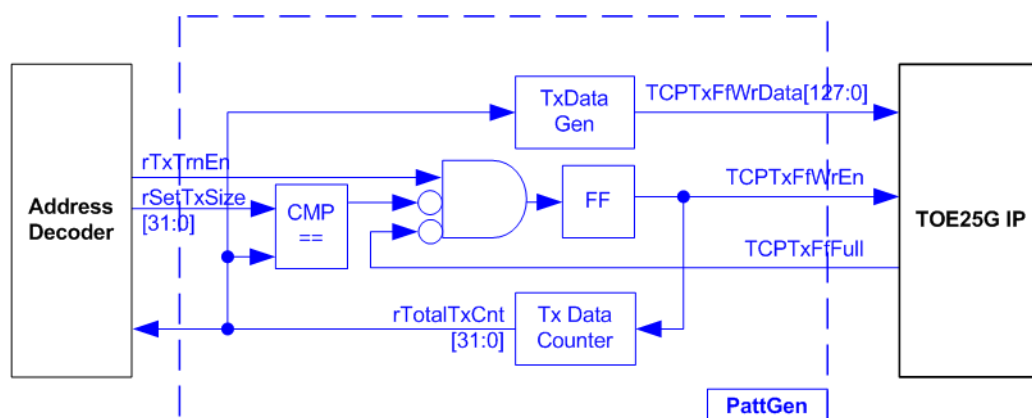 TxData
Gen
TCPTxFfWrData[127:0]
rTxTrnEn
rSetTxSize
[31:0]
Address
Decoder
CMP
==
FF
TCPTxFfWrEn
TOE25G IP
TCPTxFfFull
rTotalTxCnt
[31:0]
Tx Data
Counter
PattGen